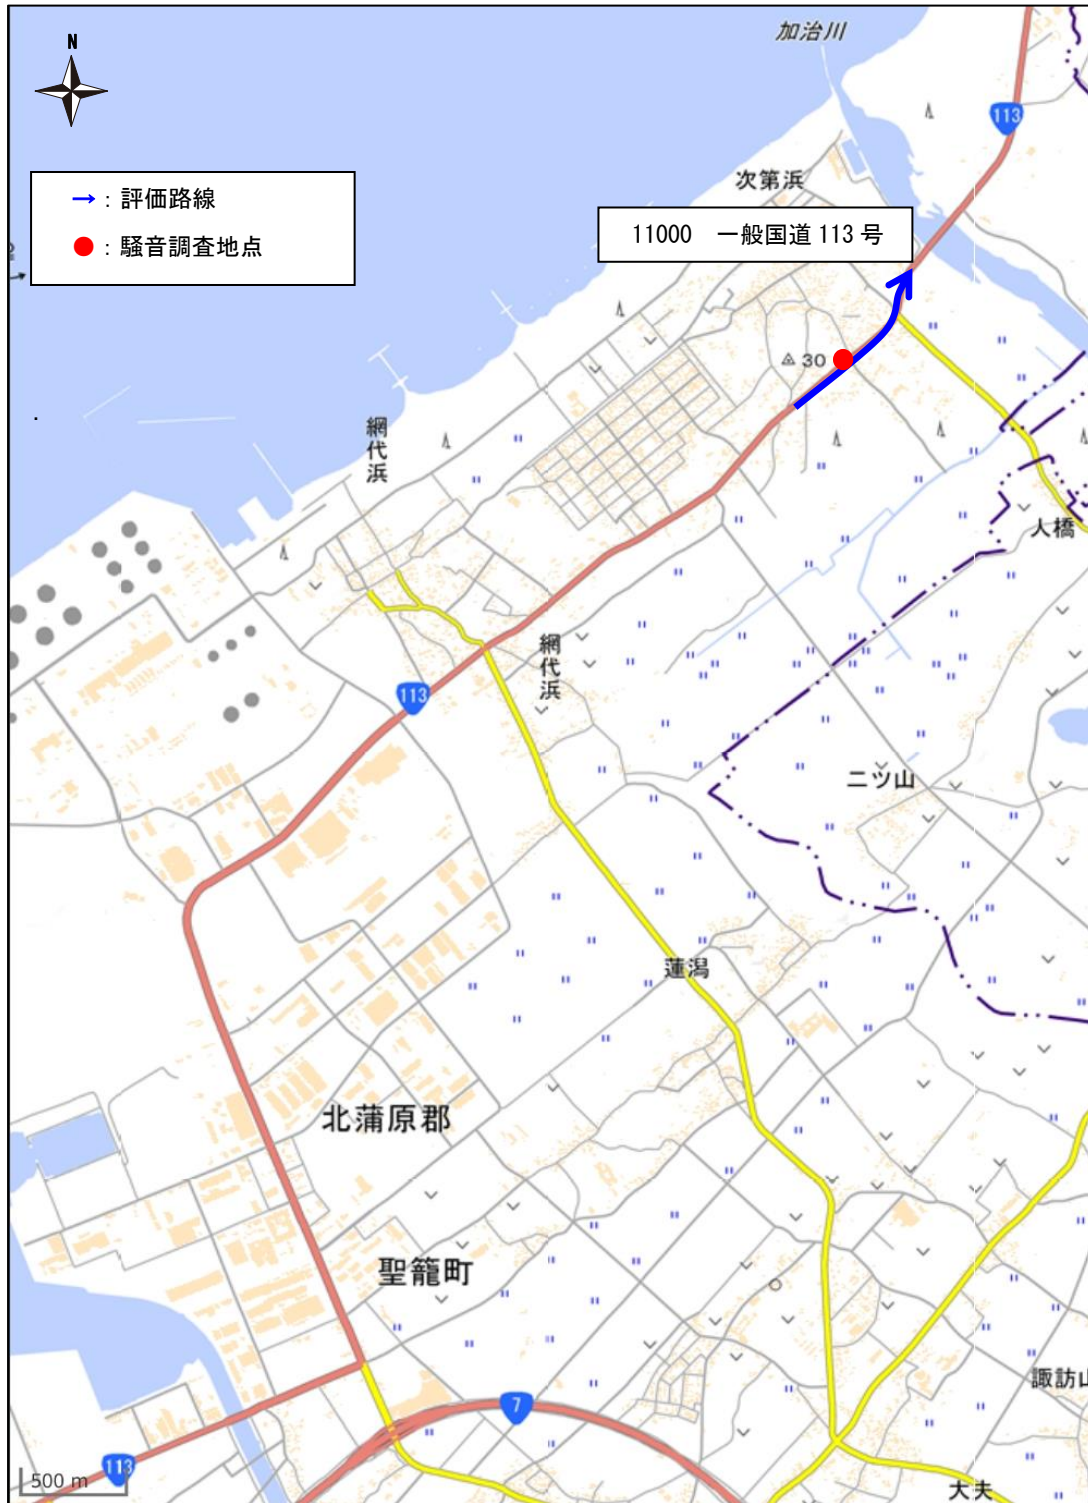 加治川
N
113
次第浜
→ : 評価路線
● : 騒音調査地点
11000 一般国道 113 号
30
網代浜
人橋
網代浜
113
二ツ山
蓮潟
北蒲原郡
聖籠町
諏訪山
7
113
500 m
大夫